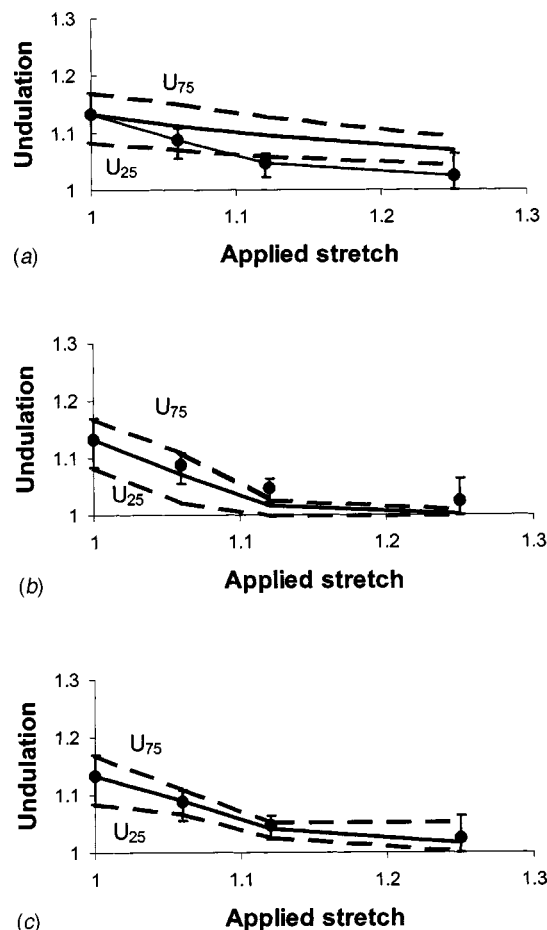 1.3
1.2
1.1
1
Undulation
U75
U25
1
1.1
1.2
1.3
Applied stretch
(a)
1.3
1.2
1.1
1
Undulation
U75
U25
1
1.1
1.2
1.3
Applied stretch
(b)
1.3
1.2
1.1
1
Undulation
U75
U25
1
1.1
1.2
1.3
Applied stretch
(c)